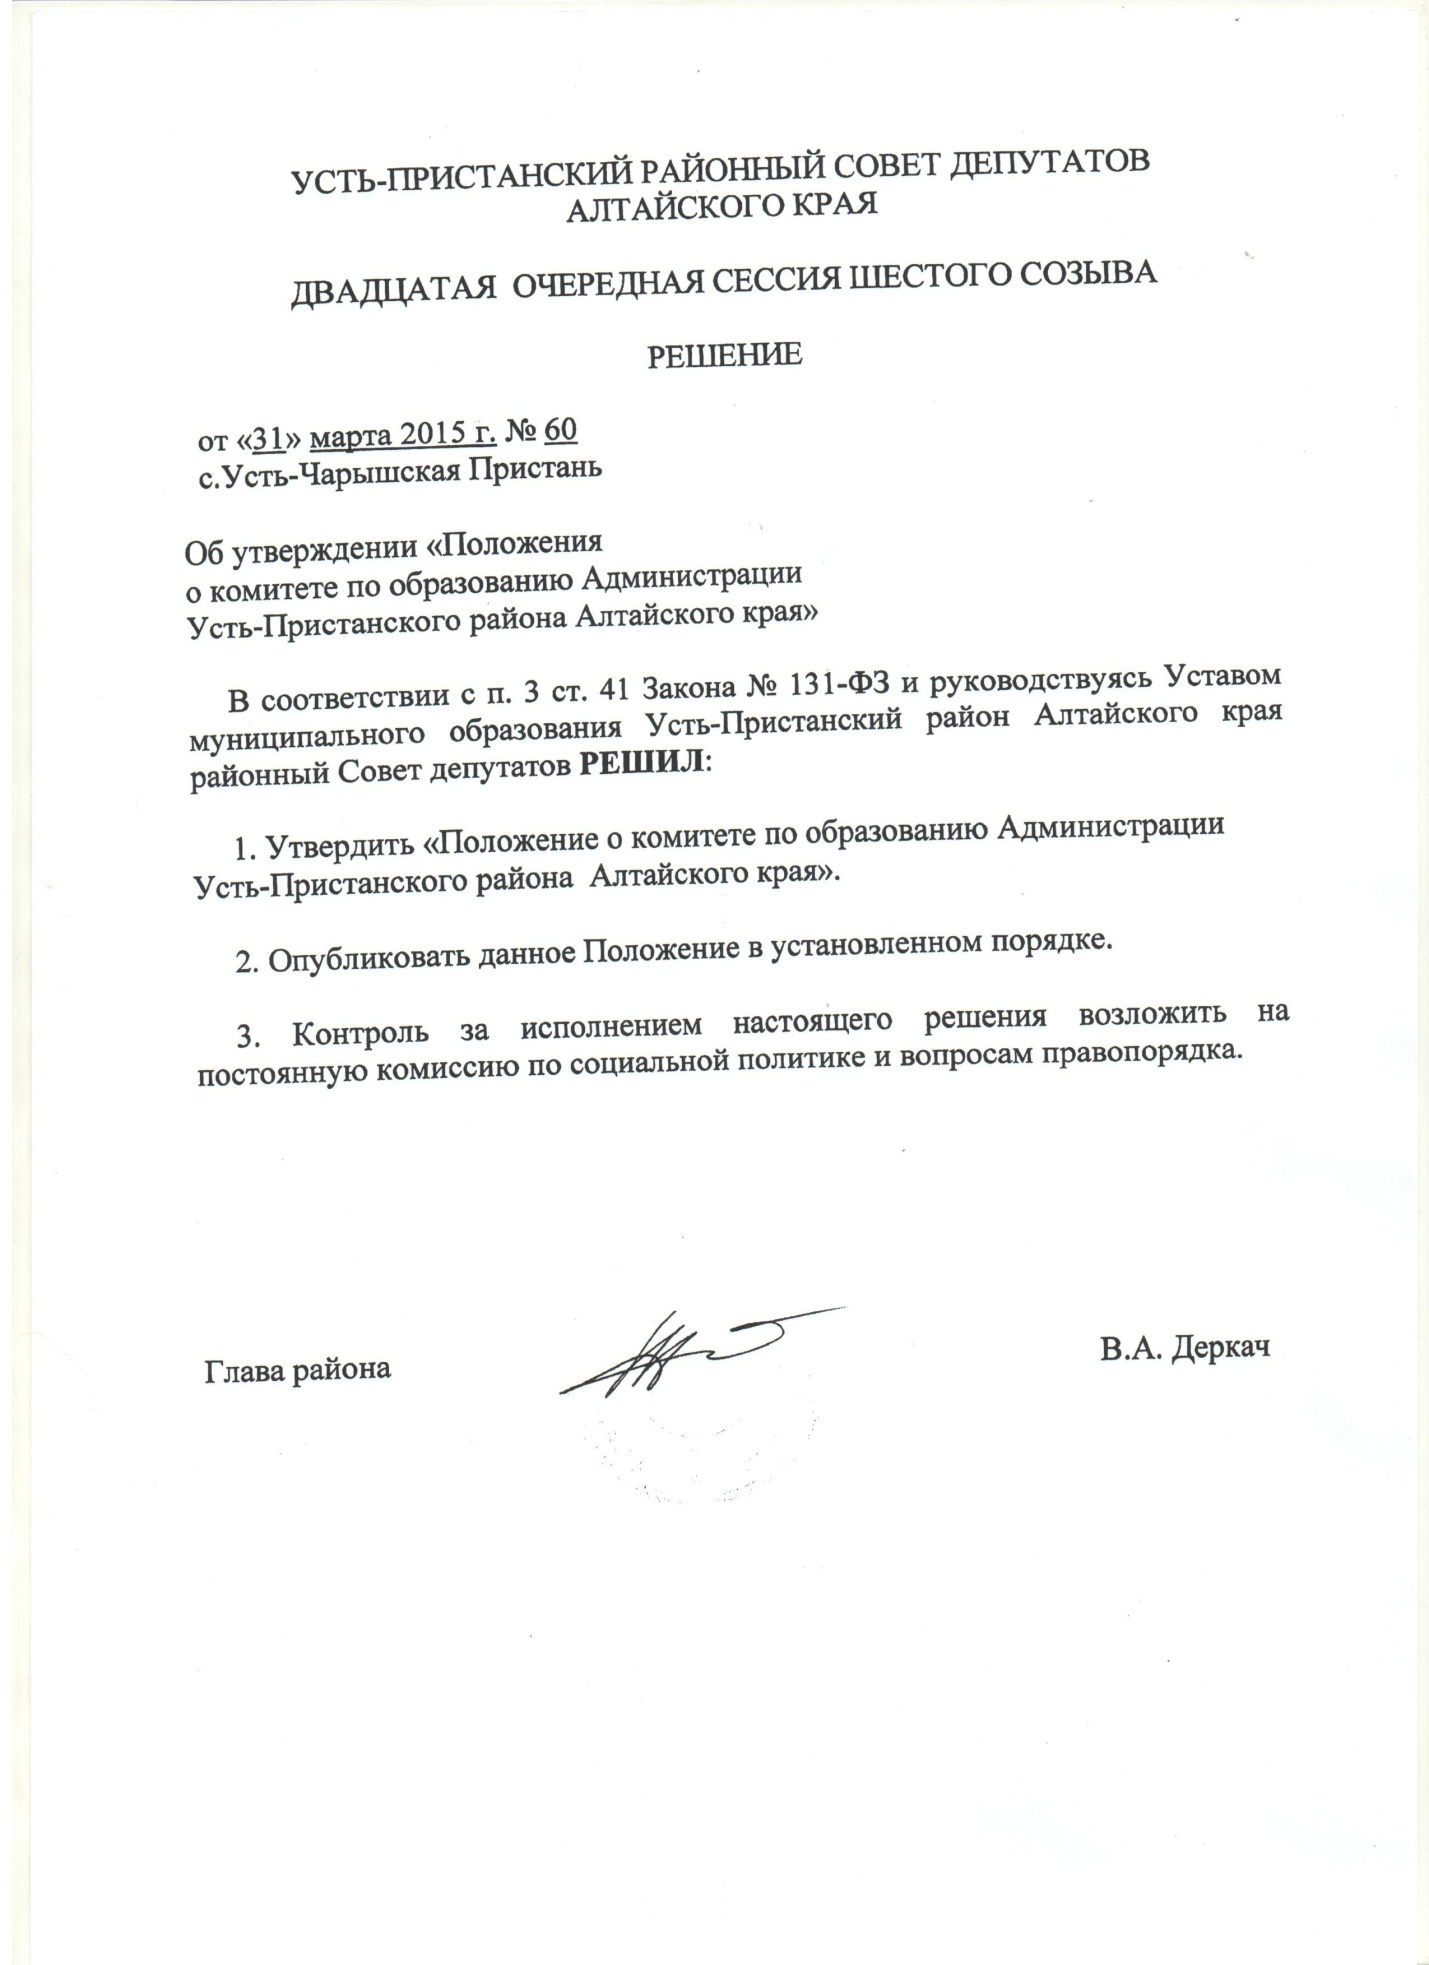 УСТЬ-ПРИСТАНСКИЙ РАЙОННЫЙ СОВЕТ ДЕПУТАТОВ
АЛТАЙСКОГО КРАЯ
ДВАДЦАТАЯ ОЧЕРЕДНАЯ СЕССИЯ ШЕСТОГО СОЗЫВА
РЕШЕНИЕ
от «31» марта 2015 г. № 60
с.Усть-Чарышская Пристань
Об утверждении «Положения
о комитете по образованию Администрации
Усть-Пристанского района Алтайского края»
В соответствии с п. 3 ст. 41 Закона № 131-ФЗ и руководствуясь Уставом
муниципального образования Усть-Пристанский район Алтайского края
районный Совет депутатов РЕШИЛ:
1. Утвердить «Положение о комитете по образованию Администрации
Усть-Пристанского района Алтайского края».
2. Опубликовать данное Положение в установленном порядке.
3. Контроль за исполнением настоящего решения возложить на
постоянную комиссию по социальной политике и вопросам правопорядка.
Глава района В.А. Деркач